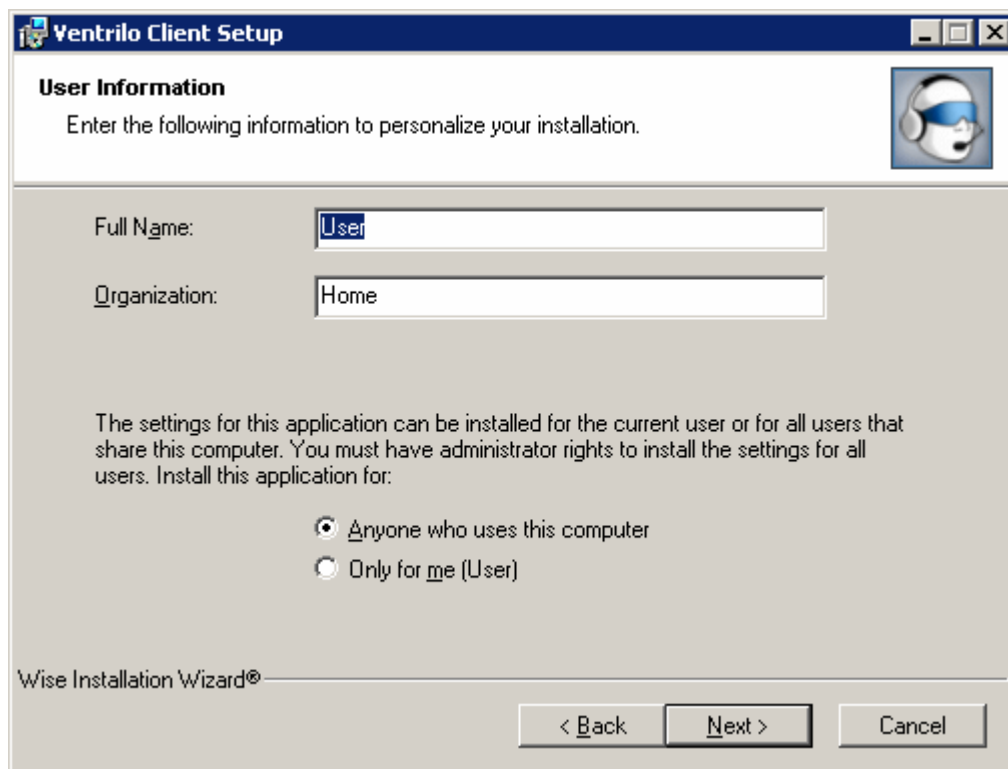 Ventrilo Client Setup
User Information
Enter the following information to personalize your installation.
Full Name:
User
Organization:
Home
The settings for this application can be installed for the current user or for all users that
share this computer. You must have administrator rights to install the settings for all
users. Install this application for:
Anyone who uses this computer
Only for me (User)
Wise Installation Wizard®
< Back
Next >
Cancel